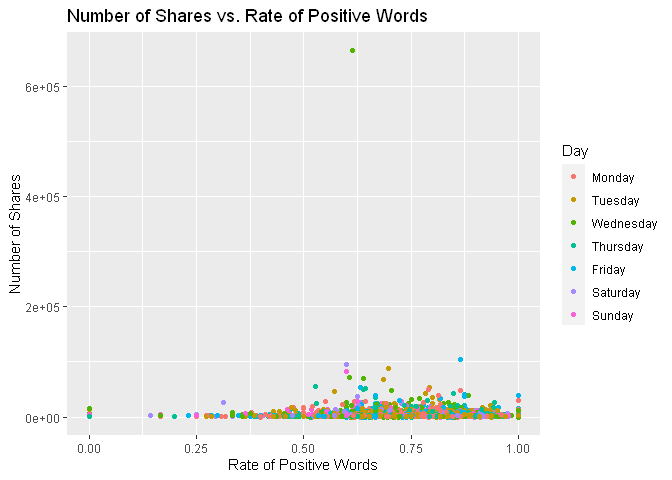 Number of Shares vs. Rate of Positive Words
Number of Shares
6e+05
4e+05
2e+05
0e+00
0.00 0.25 0.50 0.75 1.00
Rate of Positive Words
Day
Monday
Tuesday
Wednesday
Thursday
Friday
Saturday
Sunday